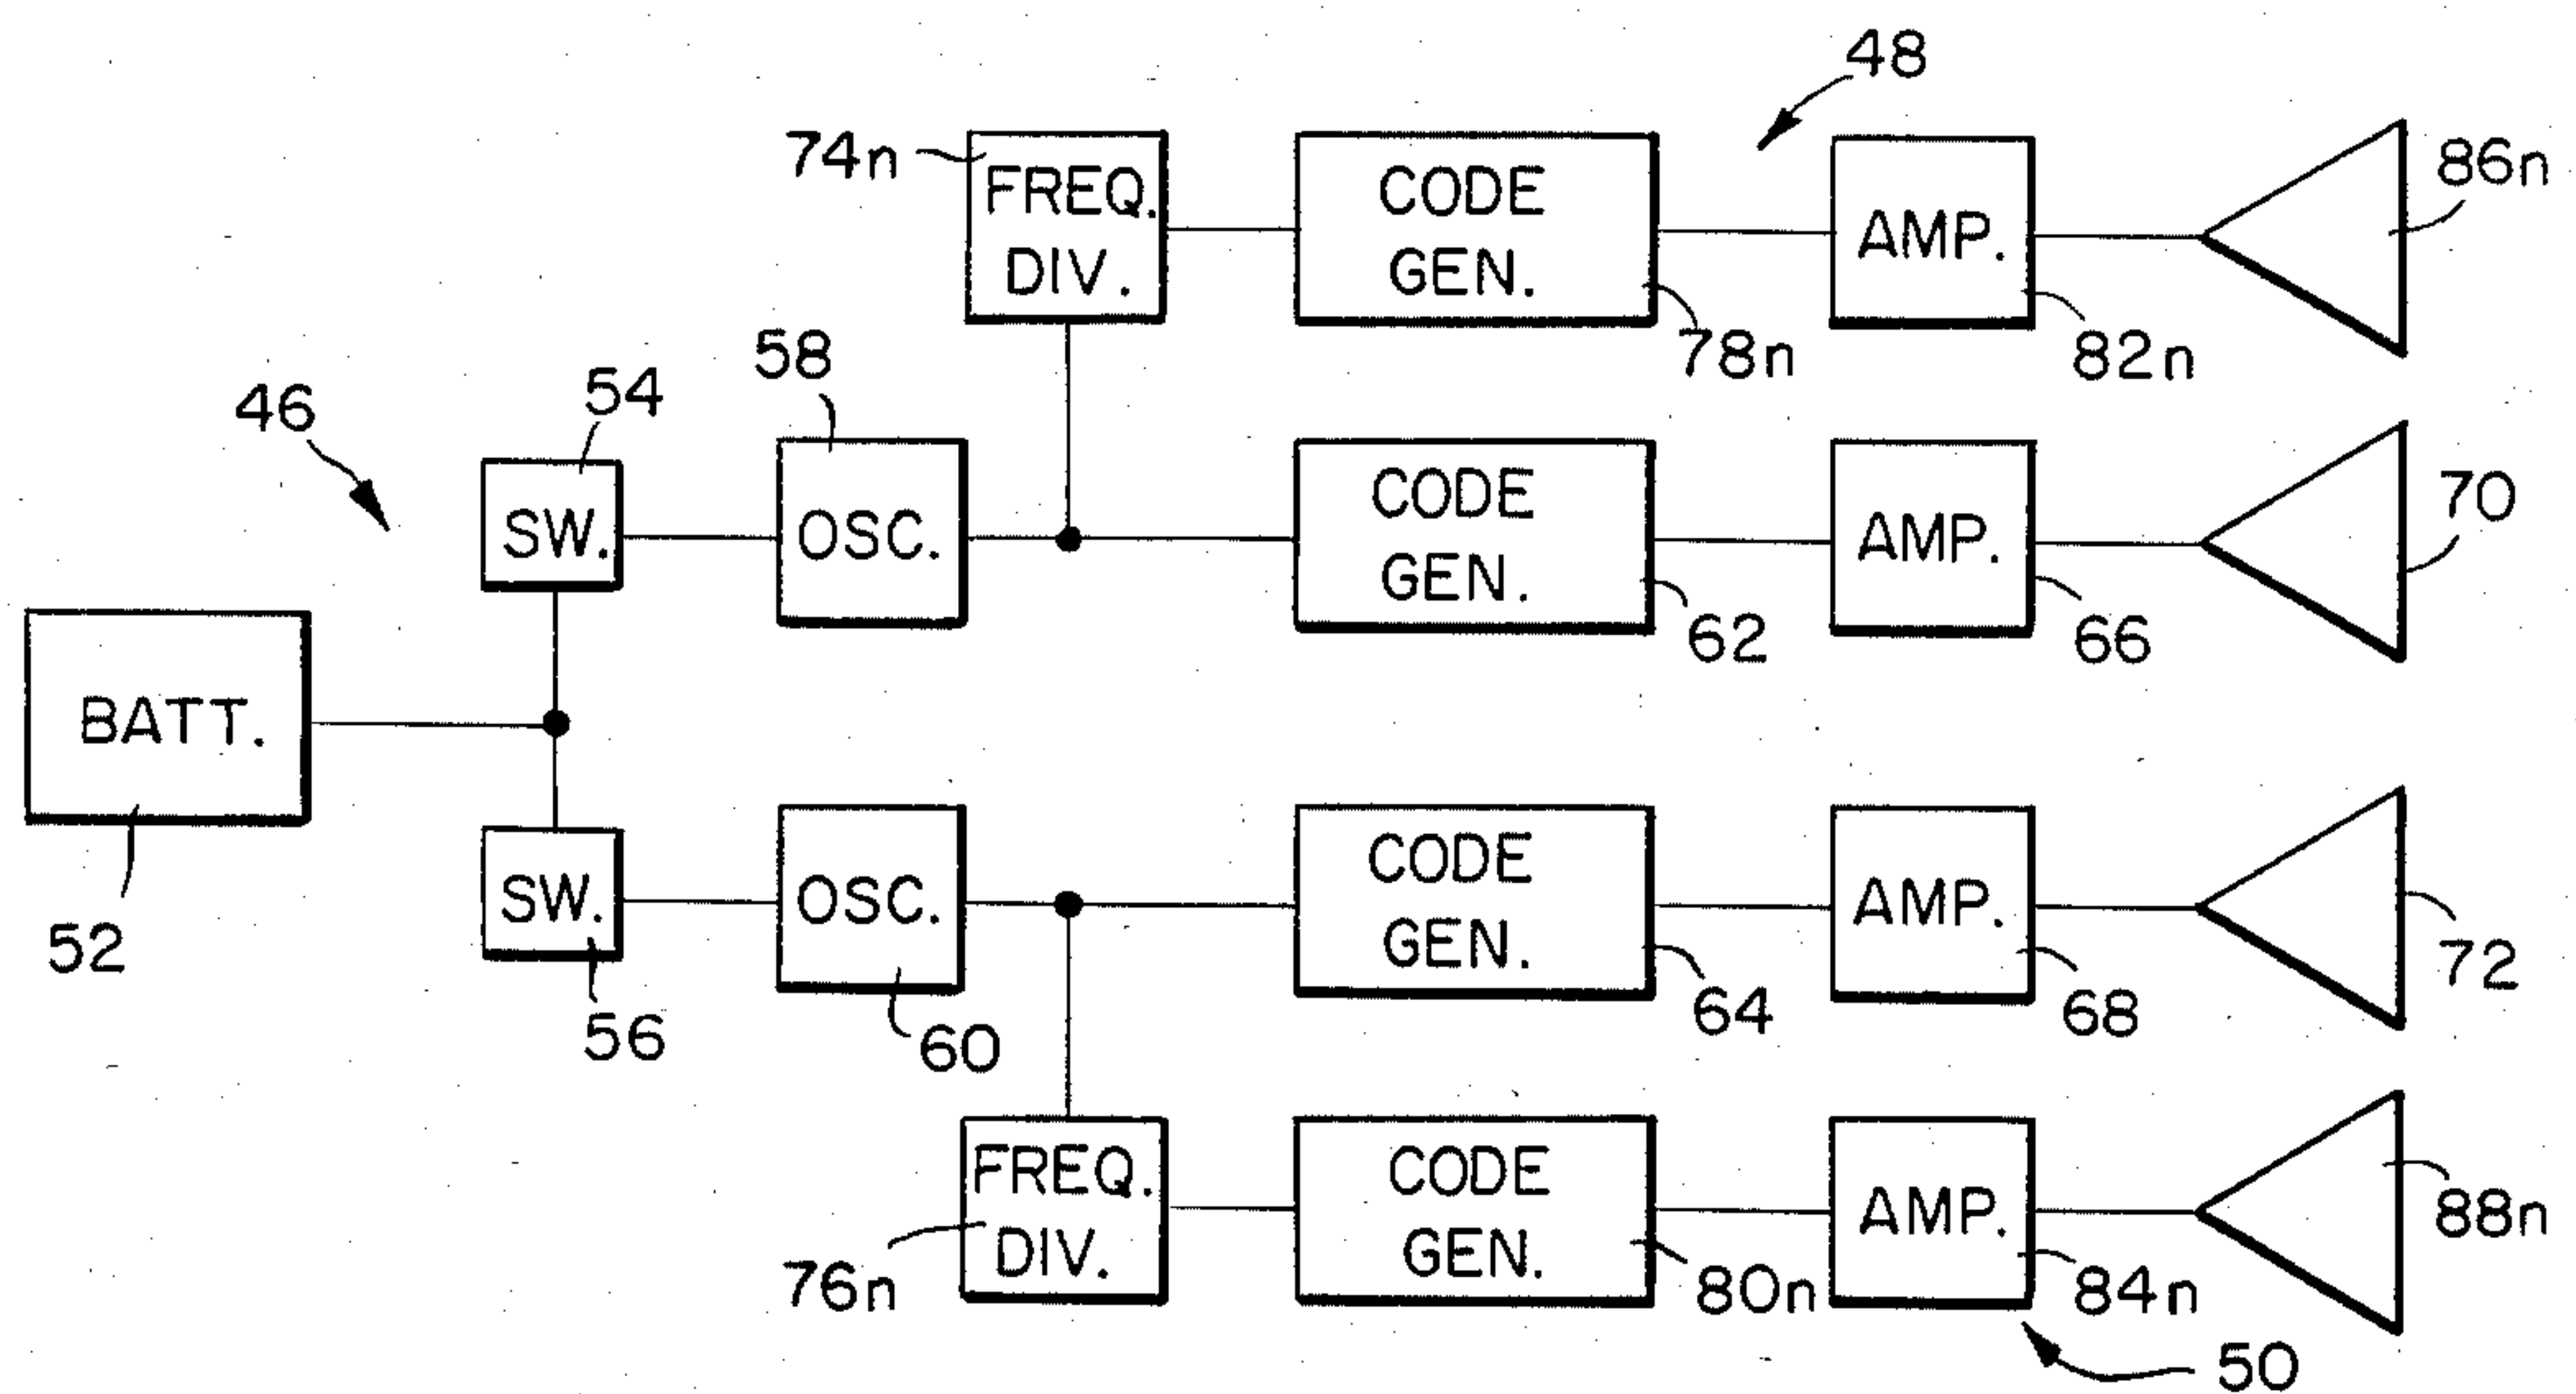 48
74n
FREQ.
DIV.
CODE
GEN.
78n
AMP.
82n
86n
46
54
SW.
58
OSC.
CODE
GEN.
62
AMP.
66
70
BATT.
52
SW.
56
OSC.
60
CODE
GEN.
64
AMP.
68
72
FREQ.
DIV.
76n
CODE
GEN.
80n
AMP.
84n
88n
50